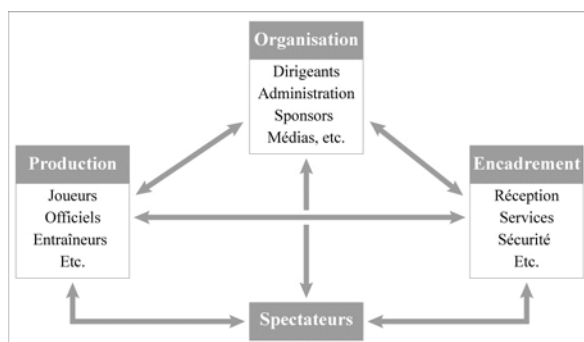 Organisation
Dirigeants
Administration
Sponsors
Médias, etc.
Production
Joueurs
Officiels
Entraîneurs
Etc.
Encadrement
Réception
Services
Sécurité
Etc.
Spectateurs